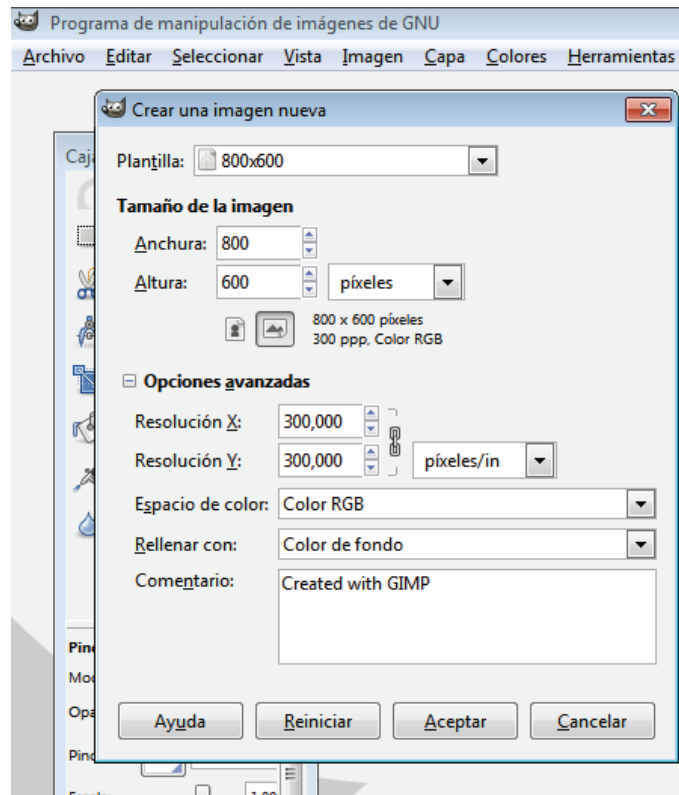 Programa de manipulación de imágenes de GNU
Archivo Editar Seleccionar Vista Imagen Capa Colores Herramientas
Crear una imagen nueva
Plantilla: 800x600
Tamaño de la imagen
Anchura: 800
Altura: 600 píxeles
800 x 600 píxeles
300 ppp, Color RGB
Opciones avanzadas
Resolución X: 300,000
Resolución Y: 300,000 píxeles/in
Espacio de color: Color RGB
Rellenar con: Color de fondo
Comentario: Created with GIMP
Ayuda Reiniciar Aceptar Cancelar